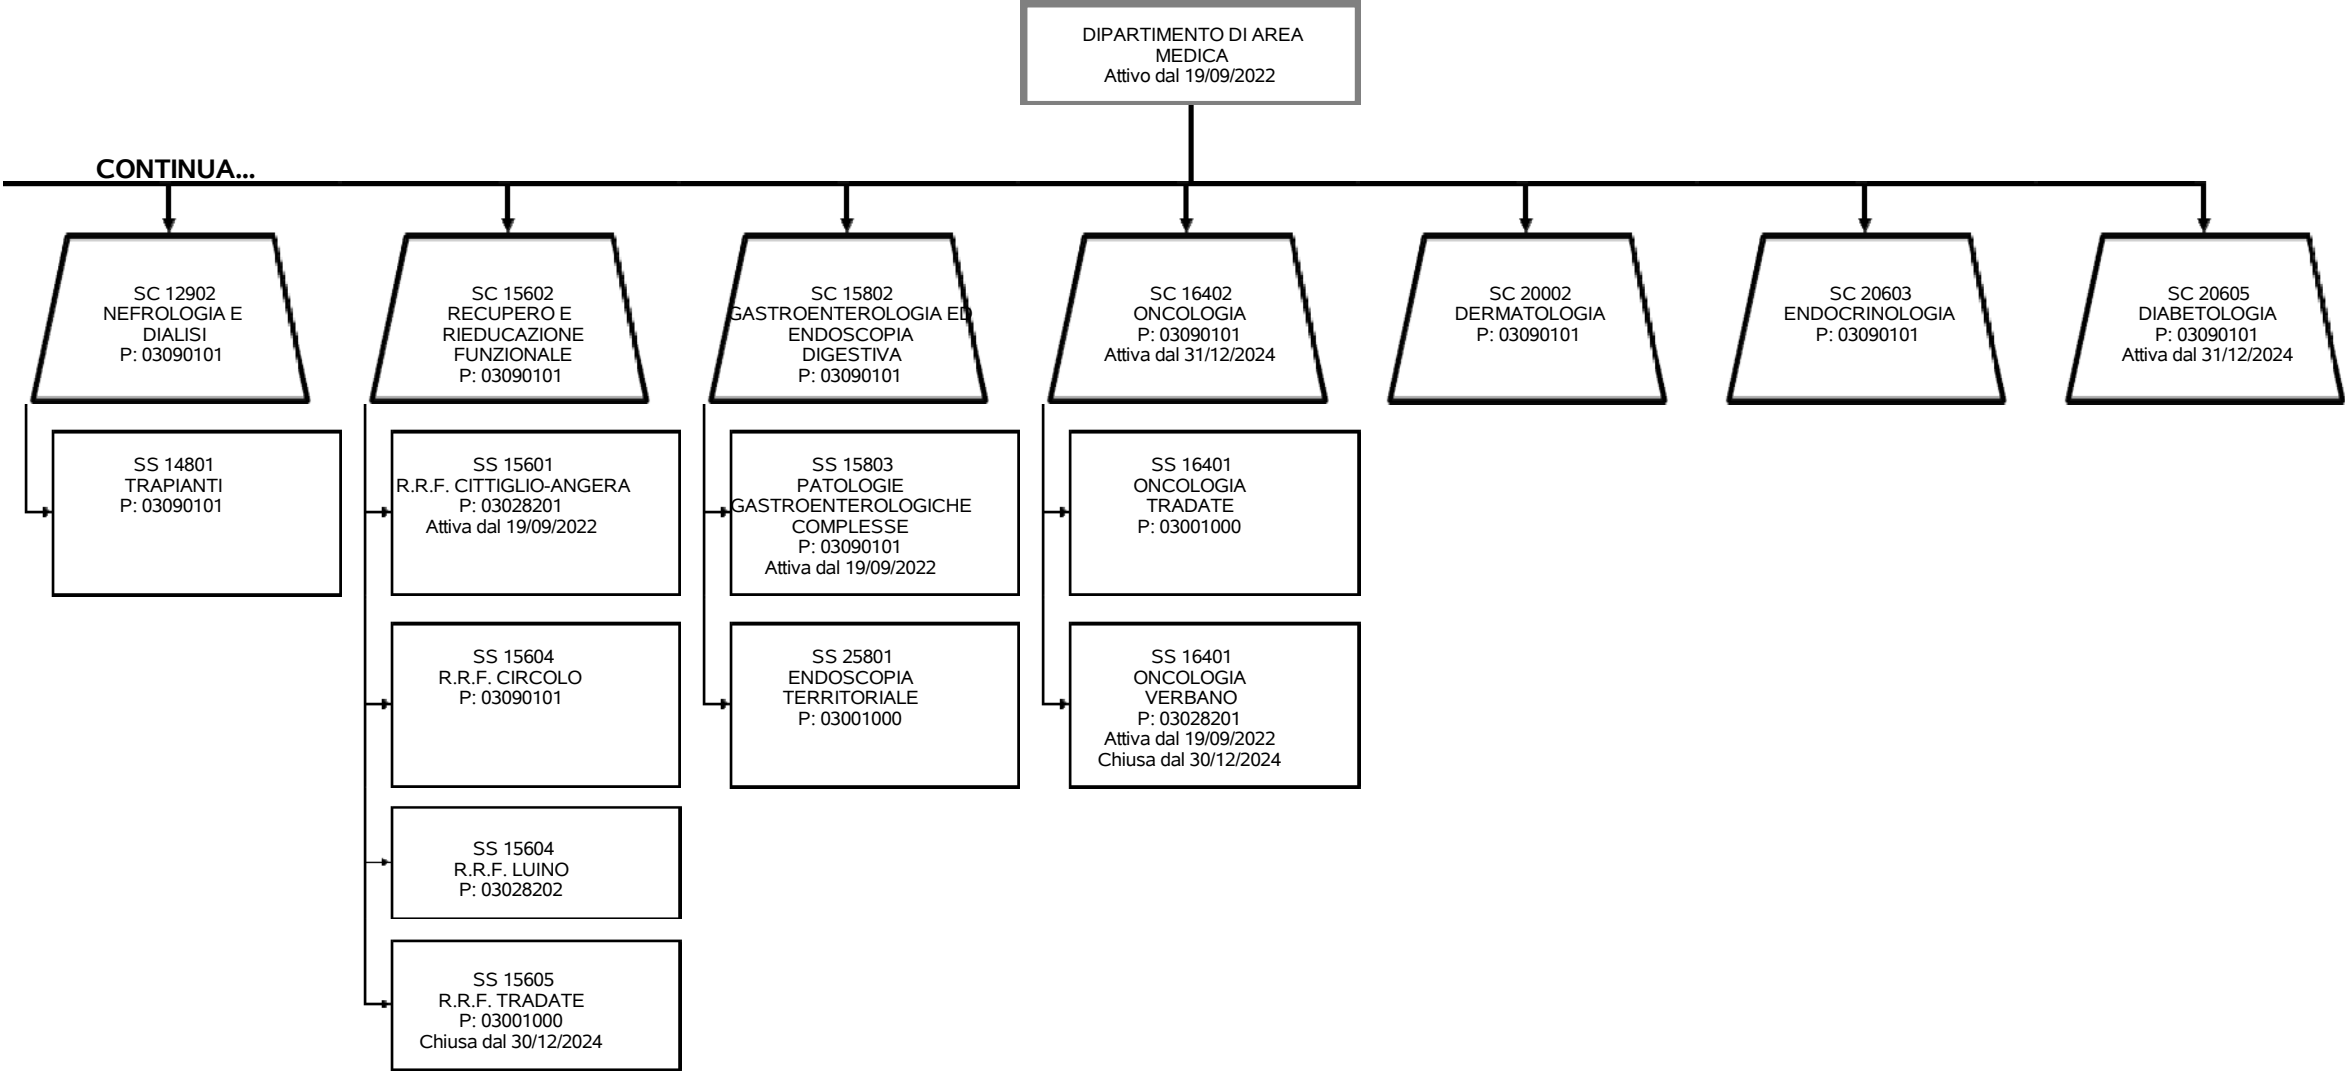 DIPARTIMENTO DI AREA
MEDICA
Attivo dal 19/09/2022
CONTINUA...
SC 12902
NEFROLOGIA E
DIALISI
P: 03090101
SC 15602
RECUPERO E
RIEDUCAZIONE
FUNZIONALE
P: 03090101
SC 15802
GASTROENTEROLOGIA ED
ENDOSCOPIA
DIGESTIVA
P: 03090101
SC 16402
ONCOLOGIA
P: 03090101
Attiva dal 31/12/2024
SC 20002
DERMATOLOGIA
P: 03090101
SC 20603
ENDOCRINOLOGIA
P: 03090101
SC 20605
DIABETOLOGIA
P: 03090101
Attiva dal 31/12/2024
SS 14801
TRAPIANTI
P: 03090101
SS 15601
R.R.F. CITTIGLIO-ANGERA
P: 03028201
Attiva dal 19/09/2022
SS 15803
PATOLOGIE
GASTROENTEROLOGICHE
COMPLESSE
P: 03090101
Attiva dal 19/09/2022
SS 16401
ONCOLOGIA
TRADATE
P: 03001000
SS 15604
R.R.F. CIRCOLO
P: 03090101
SS 25801
ENDOSCOPIA
TERRITORIALE
P: 03001000
SS 16401
ONCOLOGIA
VERBANO
P: 03028201
Attiva dal 19/09/2022
Chiusa dal 30/12/2024
SS 15604
R.R.F. LUINO
P: 03028202
SS 15605
R.R.F. TRADATE
P: 03001000
Chiusa dal 30/12/2024